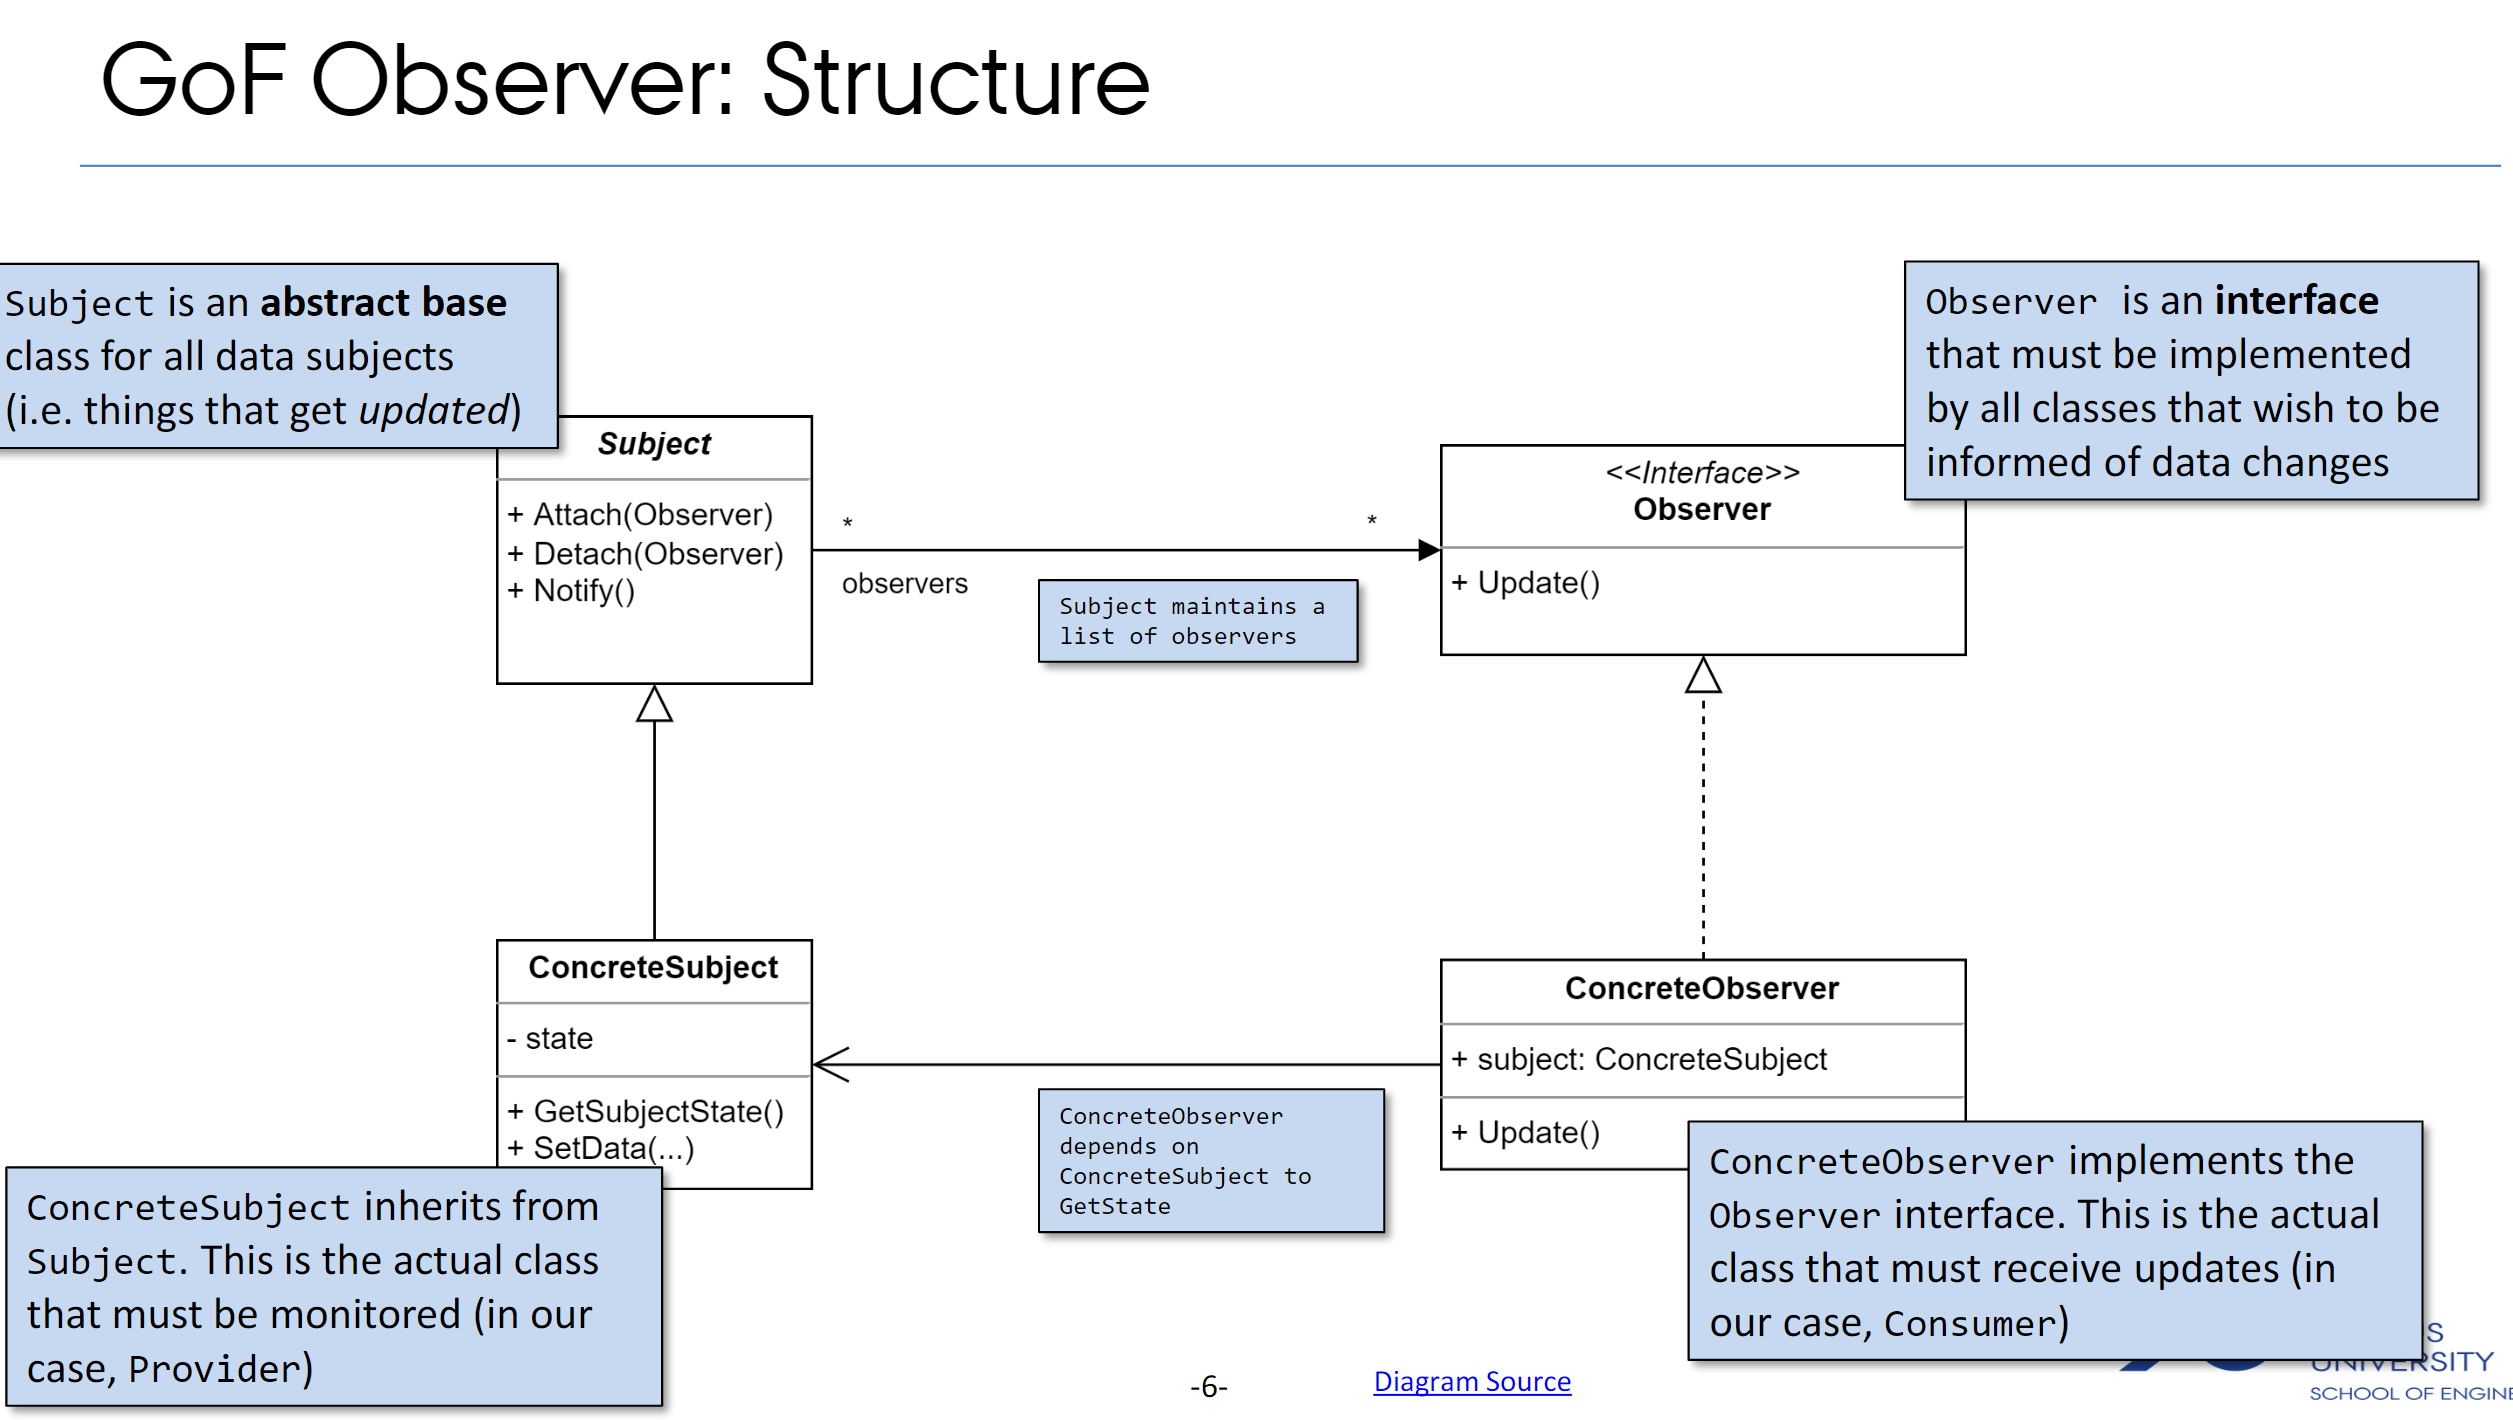 GoF Observer: Structure
Subject is an abstract base
class for all data subjects
(i.e. things that get updated)
Observer is an interface
that must be implemented
by all classes that wish to be
informed of data changes
Subject
+ Attach(Observer)
+ Detach(Observer)
+ Notify()
*
*
observers
Subject maintains a
list of observers
<<Interface>>
Observer
+ Update()
ConcreteSubject
- state
+ GetSubjectState()
+ SetData(...)
ConcreteObserver
+ subject: ConcreteSubject
+ Update()
ConcreteObserver
depends on
ConcreteSubject to
GetState
ConcreteSubject inherits from
Subject. This is the actual class
that must be monitored (in our
case, Provider)
ConcreteObserver implements the
Observer interface. This is the actual
class that must receive updates (in
our case, Consumer)
-6-
Diagram Source
S
UNIVERSITY
SCHOOL OF ENGINE